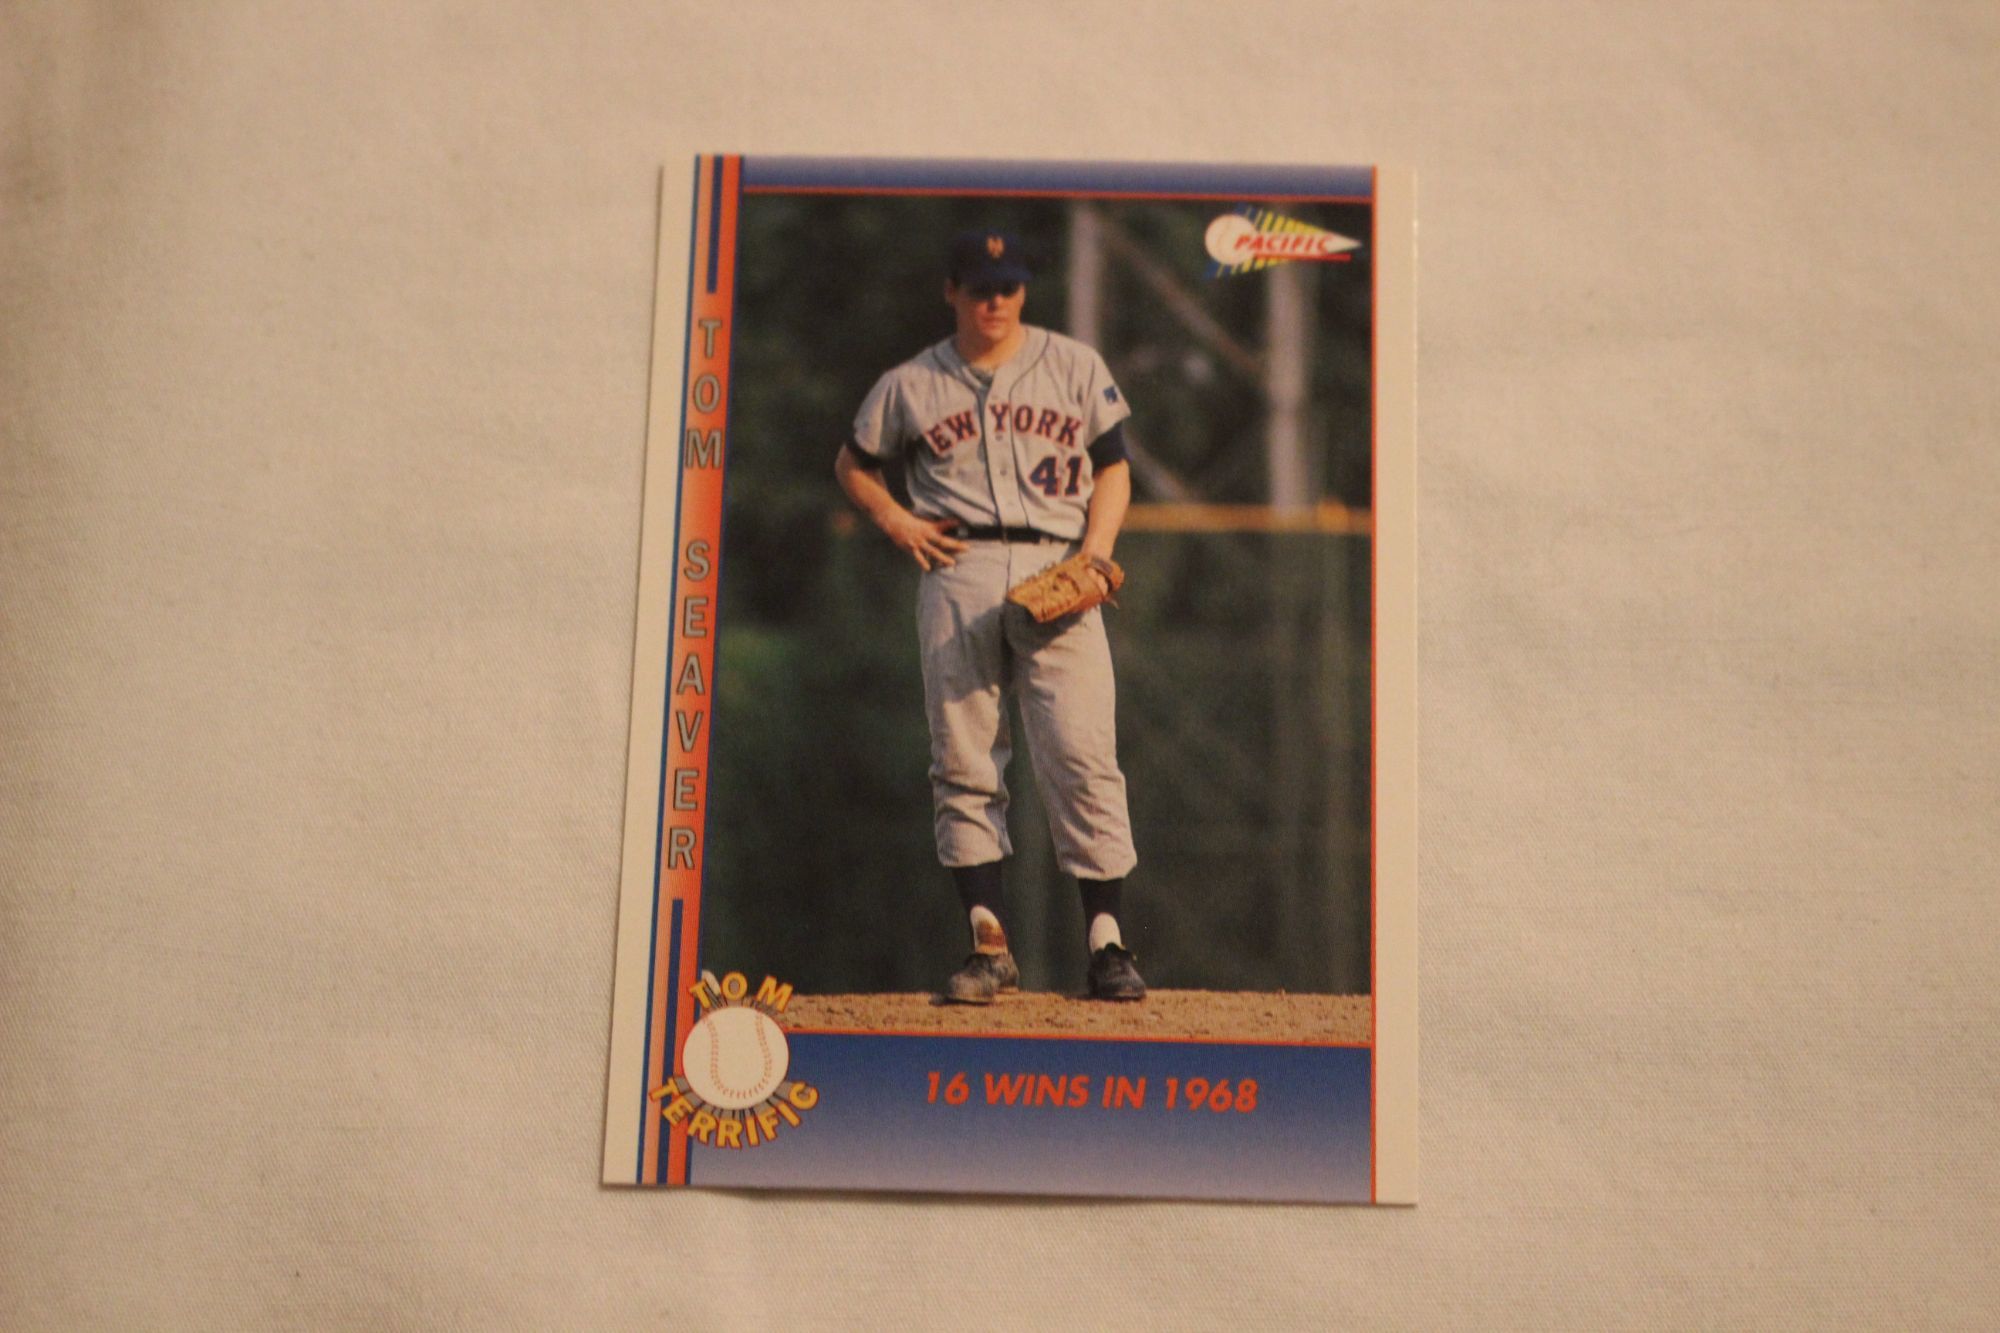 PACIFIC
TOM SEAVER
EW YORK
41
TOM
TERRIFIC
16 WINS IN 1968